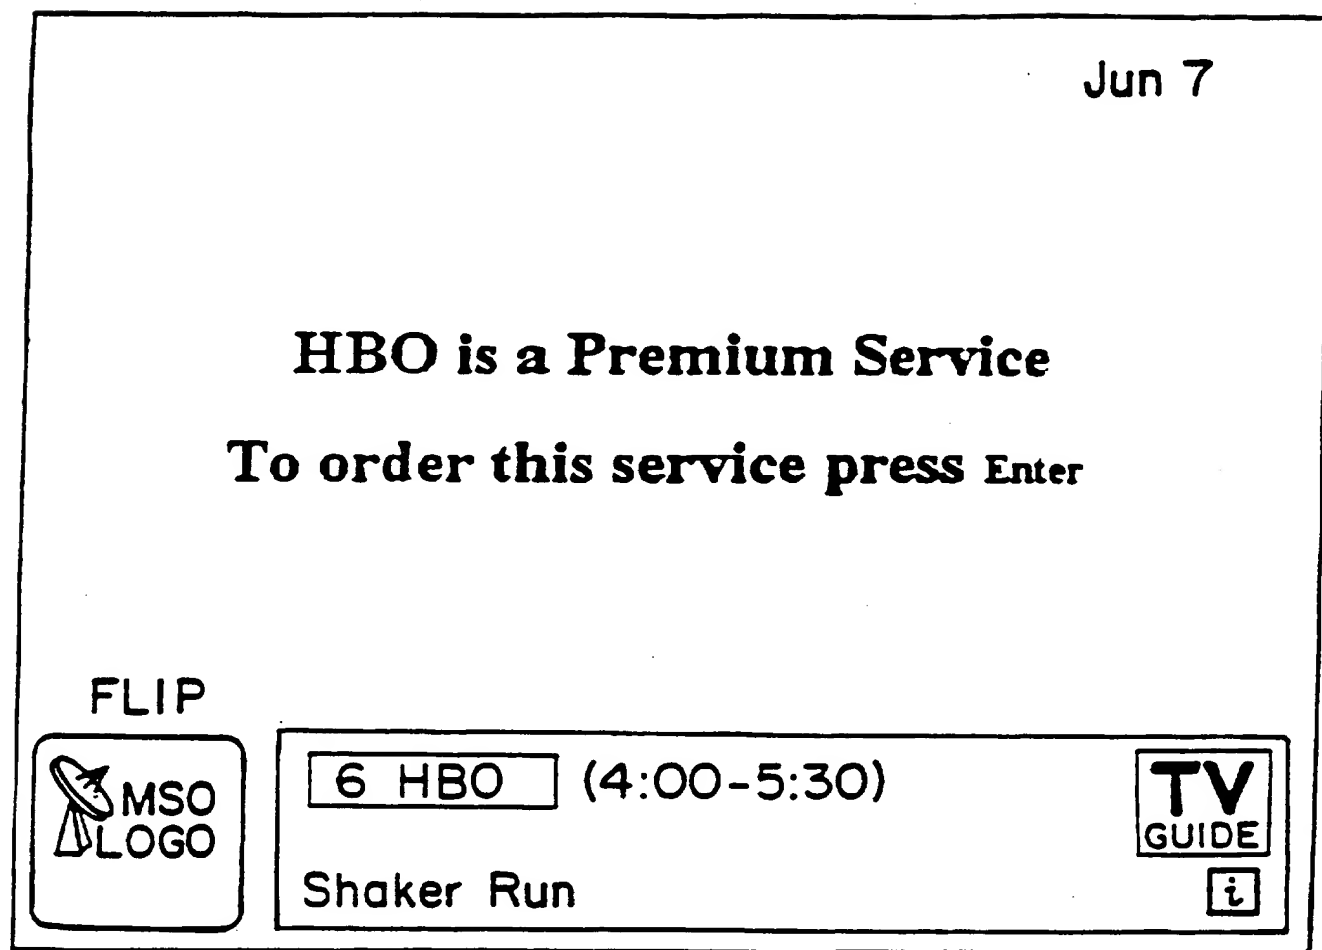 Jun 7
HBO is a Premium Service
To order this service press Enter
FLIP
MSO
LOGO
6 HBO (4:00-5:30)
TV
GUIDE
Shaker Run
i